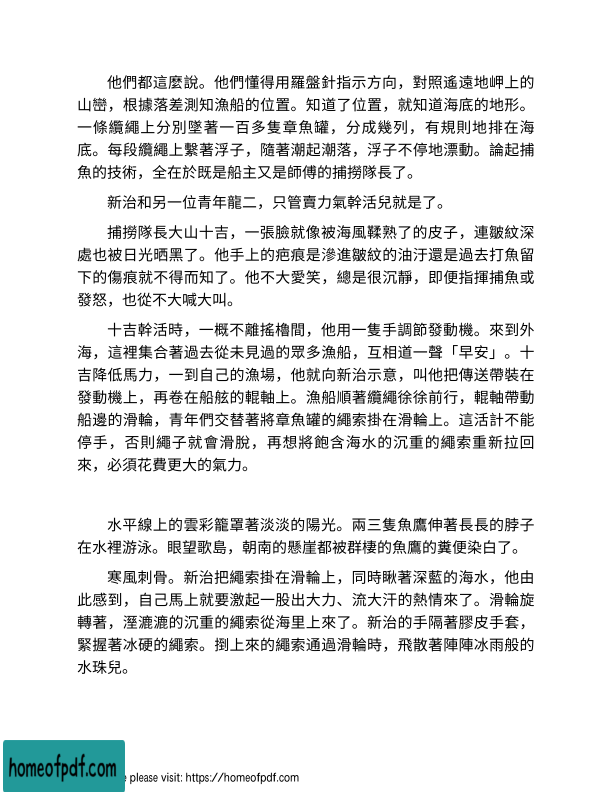 他們都這麼說。他們懂得用羅盤針指示方向，對照遙遠地岬上的
山巒，根據落差測知漁船的位置。知道了位置，就知道海底的地形。
一條纜繩上分別墜著一百多隻章魚罐，分成幾列，有規則地排在海
底。每段纜繩上繫著浮子，隨著潮起潮落，浮子不停地漂動。論起捕
魚的技術，全在於既是船主又是師傅的捕撈隊長了。
新治和另一位青年龍二，只管賣力氣幹活兒就是了。
捕撈隊長大山十吉，一張臉就像被海風鞣熟了的皮子，連皺紋深
處也被日光晒黑了。他手上的疤痕是滲進皺紋的油汙還是過去打魚留
下的傷痕就不得而知了。他不大愛笑，總是很沉靜，即便指揮捕魚或
發怒，也從不大喊大叫。
十吉幹活時，一概不離搖櫓間，他用一隻手調節發動機。來到外
海，這裡集合著過去從未見過的眾多漁船，互相道一聲「早安」。十
吉降低馬力，一到自己的漁場，他就向新治示意，叫他把傳送帶裝在
發動機上，再卷在船舷的輥軸上。漁船順著纜繩徐徐前行，輥軸帶動
船邊的滑輪，青年們交替著將章魚罐的繩索掛在滑輪上。這活計不能
停手，否則繩子就會滑脫，再想將飽含海水的沉重的繩索重新拉回
來，必須花費更大的氣力。
水平線上的雲彩籠罩著淡淡的陽光。兩三隻魚鷹伸著長長的脖子
在水裡游泳。眼望歌島，朝南的懸崖都被群棲的魚鷹的糞便染白了。
寒風刺骨。新治把繩索掛在滑輪上，同時瞅著深藍的海水，他由
此感到，自己馬上就要激起一股出大力、流大汗的熱情來了。滑輪旋
轉著，溼漉漉的沉重的繩索從海里上來了。新治的手隔著膠皮手套，
緊握著冰硬的繩索。捯上來的繩索通過滑輪時，飛散著陣陣冰雨般的
水珠兒。
homeofpdf.com
e please visit: https://homeofpdf.com